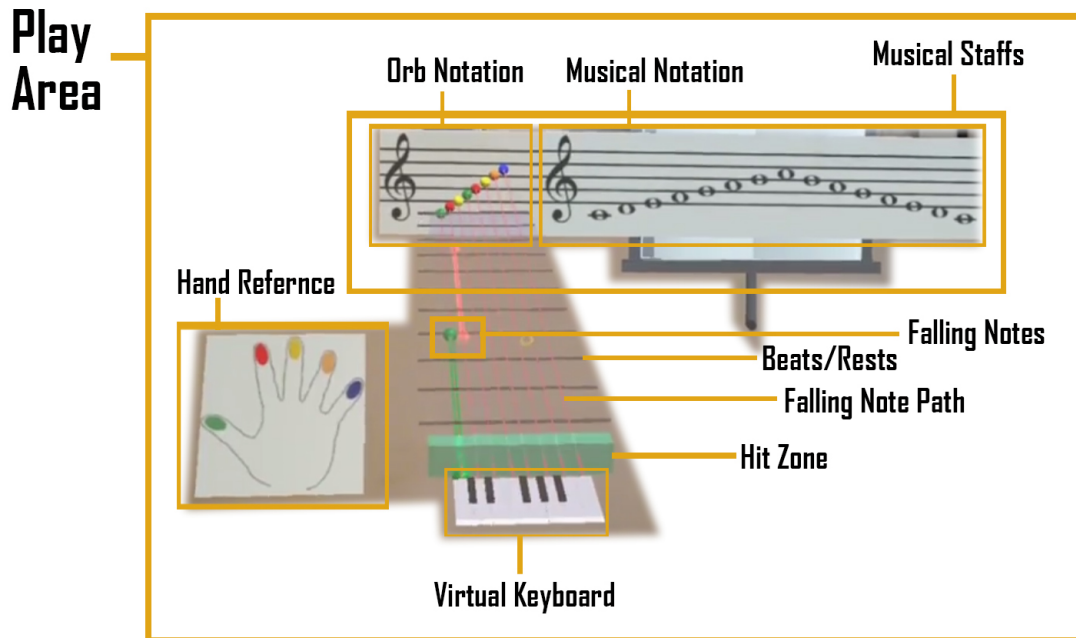 Play
Area
Orb Notation
Musical Notation
Musical Staffs
Hand Refernce
Falling Notes
Beats/Rests
Falling Note Path
Hit Zone
Virtual Keyboard